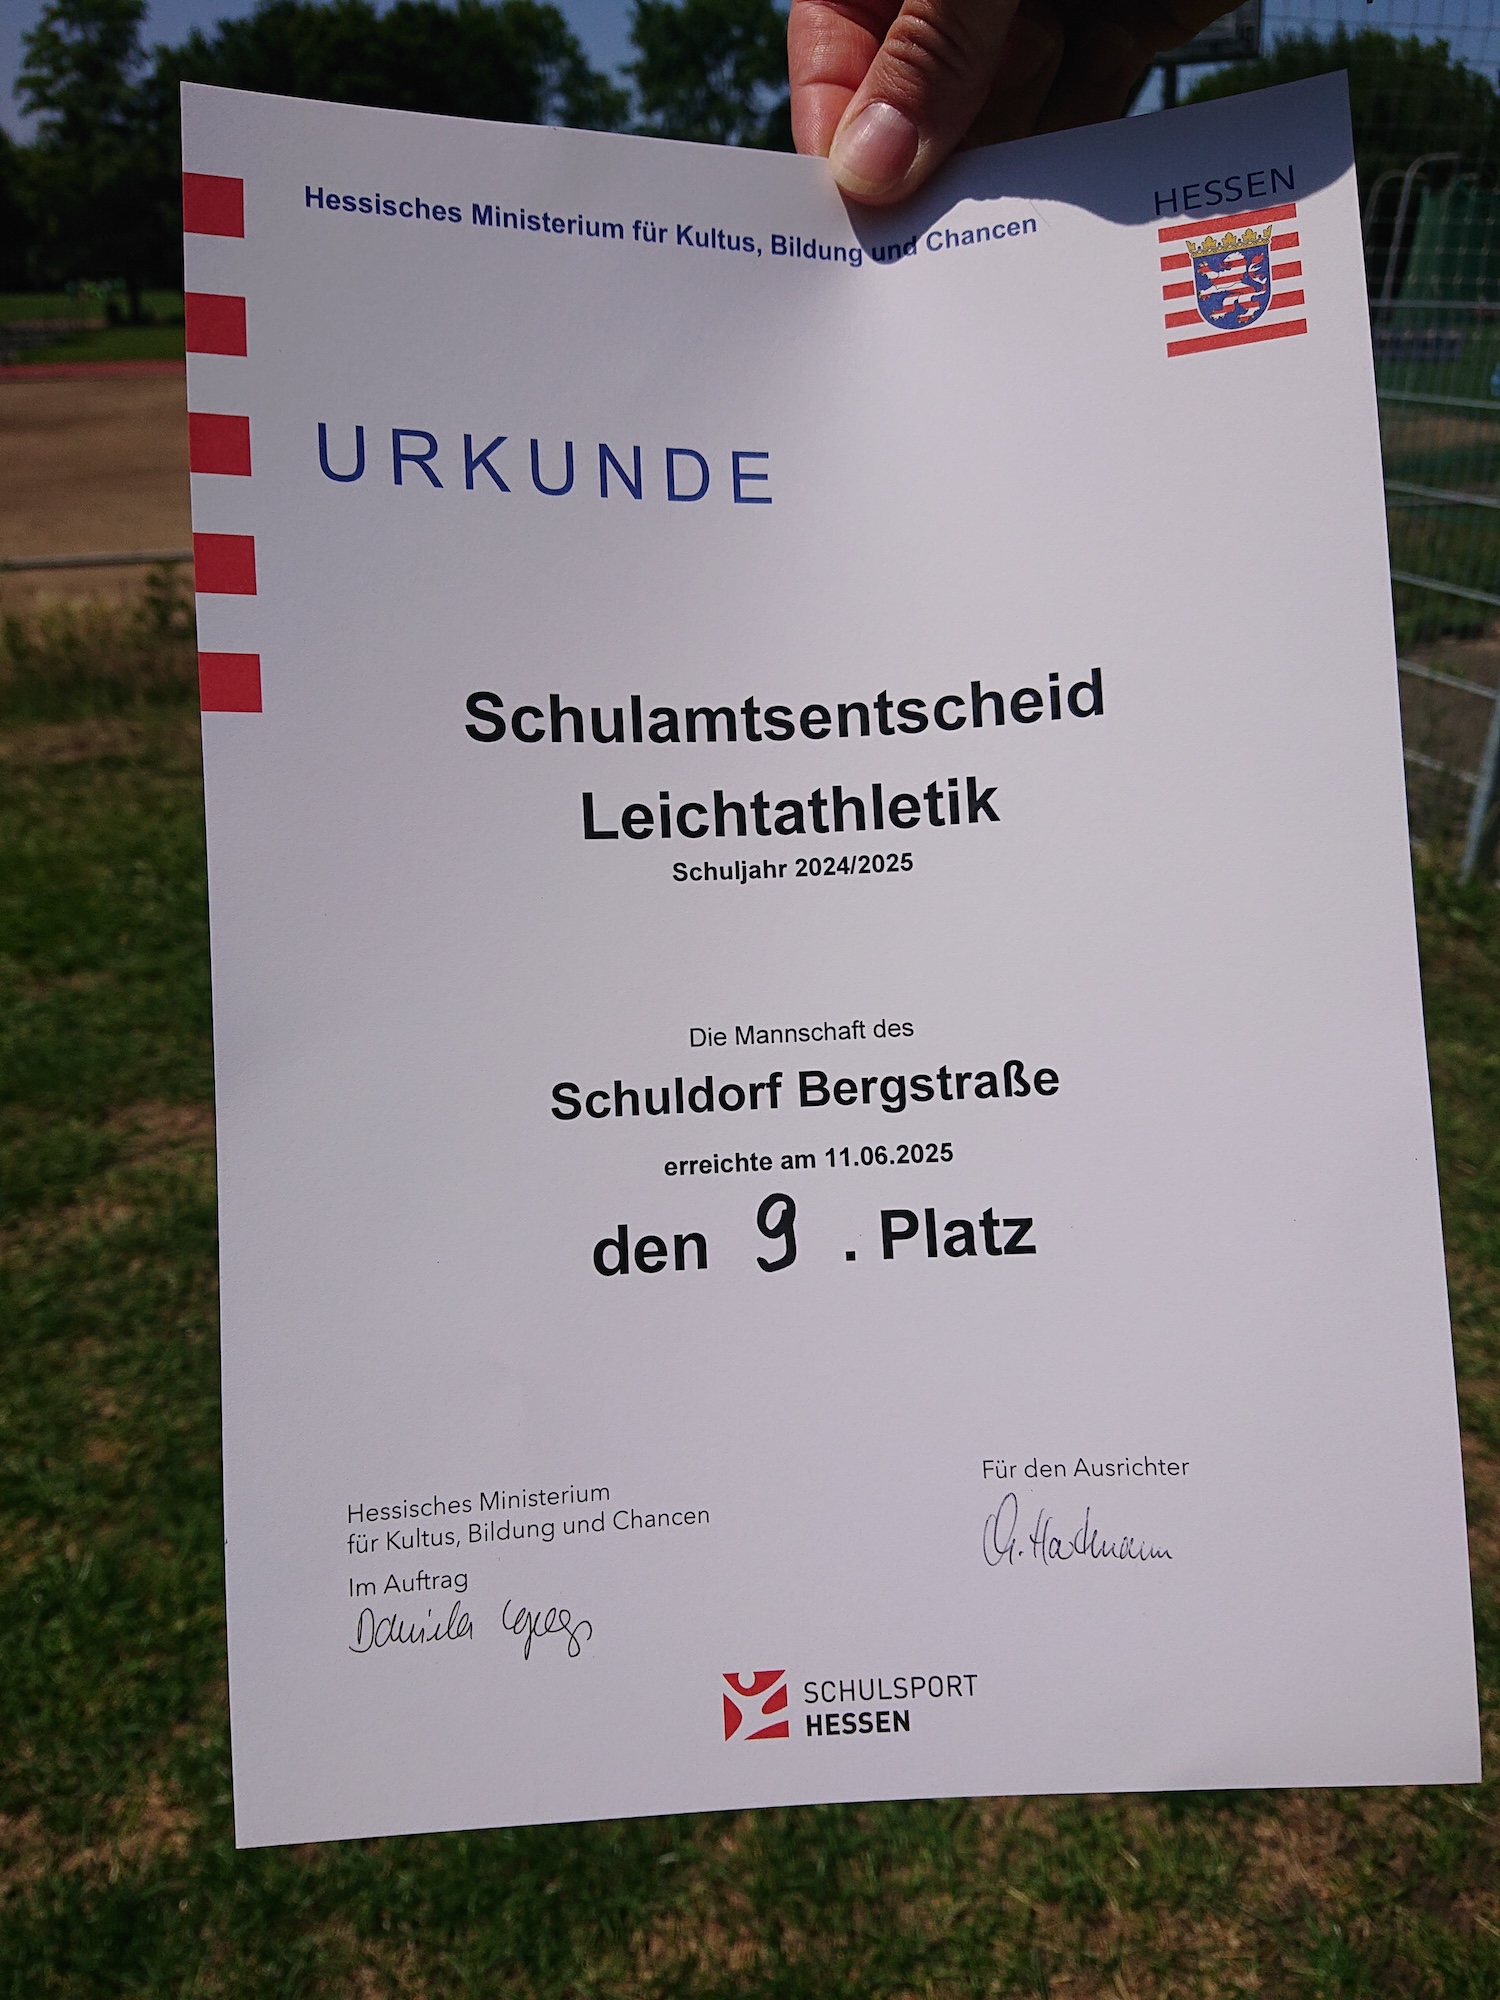 Hessisches Ministerium für Kultus, Bildung und Chancen
HESSEN
URKUNDE
Schulamtsentscheid
Leichtathletik
Schuljahr 2024/2025
Die Mannschaft des
Schuldorf Bergstraße
erreichte am 11.06.2025
den 9. Platz
Hessisches Ministerium
für Kultus, Bildung und Chancen
Im Auftrag
Daniela
Für den Ausrichter
SCHULSPORT
HESSEN